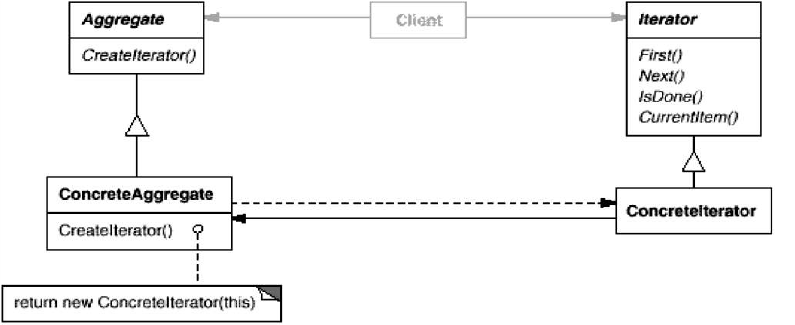 Aggregate
CreateIterator()
Client
Iterator
First()
Next()
IsDone()
CurrentItem()
ConcreteAggregate
CreateIterator()
ConcreteIterator
return new ConcreteIterator(this)